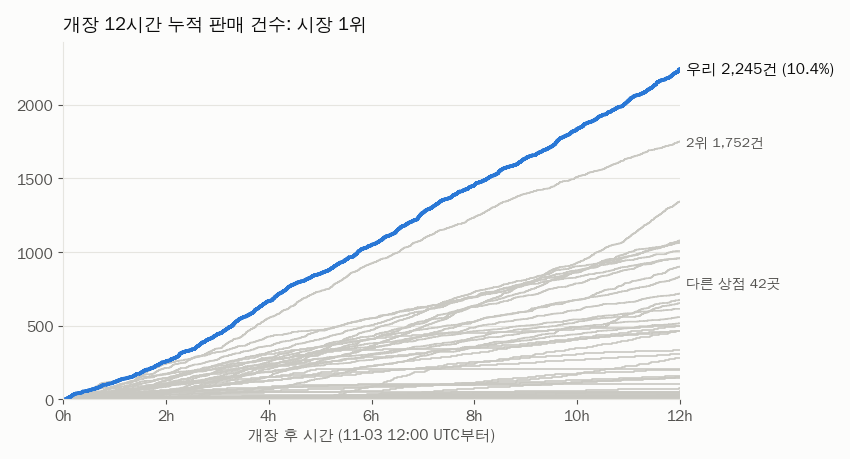 개장 12시간 누적 판매 건수: 시장 1위
우리 2,245건 (10.4%)
2000
2위 1,752건
1500
1000
다른 상점 42곳
500
0
0h 2h 4h 6h 8h 10h 12h
개장 후 시간 (11-03 12:00 UTC부터)